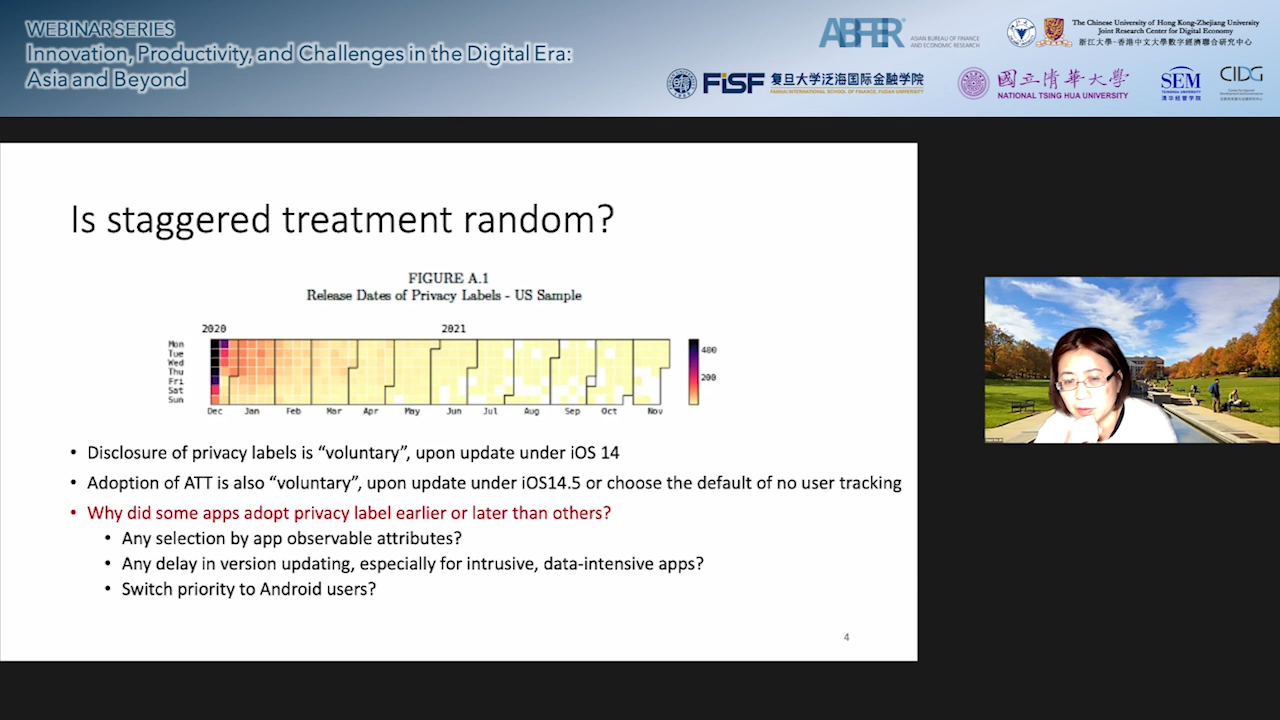 WEBINAR SERIES
Innovation, Productivity, and Challenges in the Digital Era:
Asia and Beyond
ABFER
ASIAN BUREAU OF FINANCE
AND ECONOMIC RESEARCH
The Chinese University of Hong Kong-Zhejiang University
Joint Research Center for Digital Economy
浙江大學-香港中文大學數字經濟聯合研究中心
FISF 复旦大学泛海国际金融学院
FANHAI INTERNATIONAL SCHOOL OF FINANCE, FUDAN UNIVERSITY
國立清華大學
NATIONAL TSING HUA UNIVERSITY
SEM
TSINGHUA UNIVERSITY
清华经管学院
CIDG
Is staggered treatment random?
FIGURE A.1
Release Dates of Privacy Labels - US Sample
2020 2021
Mon
Tue
Wed
Thu
Fri
Sat
Sun
Dec Jan Feb Mar Apr May Jun Jul Aug Sep Oct Nov
400
200
• Disclosure of privacy labels is “voluntary”, upon update under iOS 14
• Adoption of ATT is also “voluntary”, upon update under iOS14.5 or choose the default of no user tracking
• Why did some apps adopt privacy label earlier or later than others?
• Any selection by app observable attributes?
• Any delay in version updating, especially for intrusive, data-intensive apps?
• Switch priority to Android users?
4